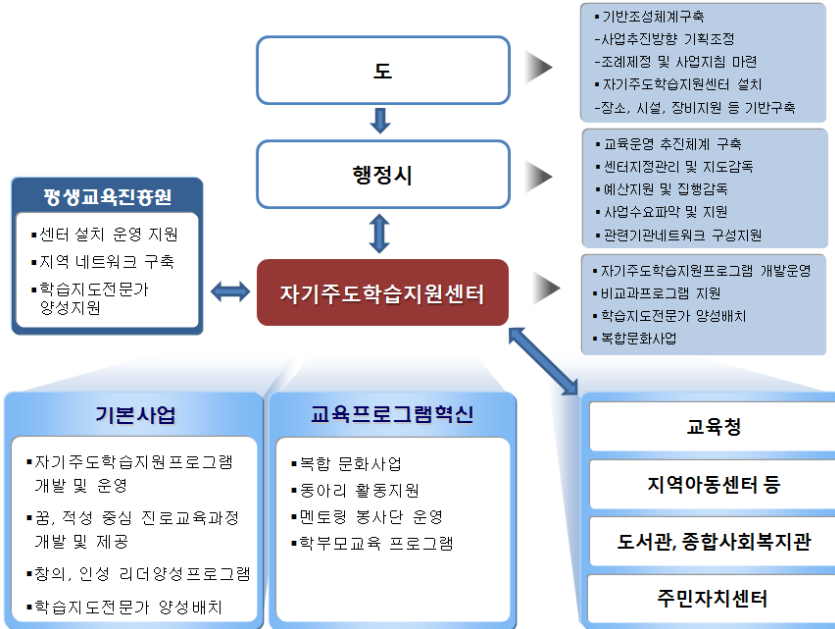 도
▪ 기반조성체계구축
-사업추진방향 기획조정
-조례제정 및 사업지침 마련
▪ 자기주도학습지원센터 설치
-장소, 시설, 장비지원 등 기반구축
행정시
▪ 교육운영 추진체계 구축
▪ 센터지정관리 및 지도감독
▪ 예산지원 및 집행감독
▪ 사업수요파악 및 지원
▪ 관련기관네트워크 구성지원
평생교육진흥원
▪센터 설치 운영 지원
▪지역 네트워크 구축
▪학습지도전문가
양성지원
자기주도학습지원센터
▪ 자기주도학습지원프로그램 개발운영
▪ 비교과프로그램 지원
▪ 학습지도전문가 양성배치
▪ 복합문화사업
기본사업
▪자기주도학습지원프로그램
개발 및 운영
▪꿈, 적성 중심 진로교육과정
개발 및 제공
▪창의, 인성 리더양성프로그램
▪학습지도전문가 양성배치
교육프로그램혁신
▪복합 문화사업
▪동아리 활동지원
▪멘토링 봉사단 운영
▪학부모교육 프로그램
교육청
지역아동센터 등
도서관, 종합사회복지관
주민자치센터